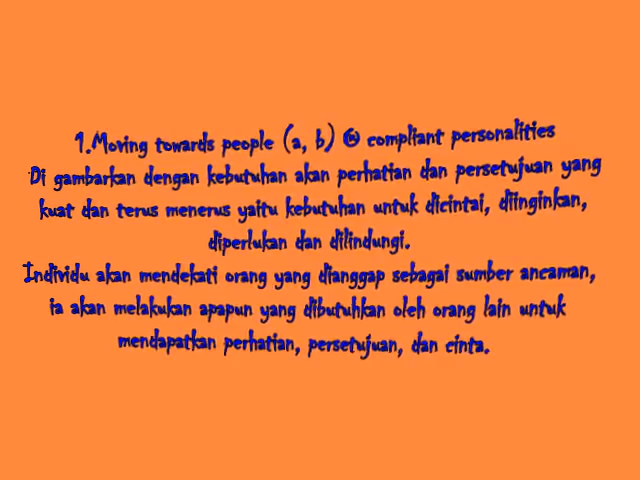 1.Moving towards people (a, b) compliant personalities
Di gambarkan dengan kebutuhan akan perhatian dan persetujuan yang
kuat dan terus menerus yaitu kebutuhan untuk dicintai, diinginkan,
diperlukan dan dilindungi.
Individu akan mendekati orang yang dianggap sebagai sumber ancaman,
ia akan melakukan apapun yang dibutuhkan oleh orang lain untuk
mendapatkan perhatian, persetujuan, dan cinta.